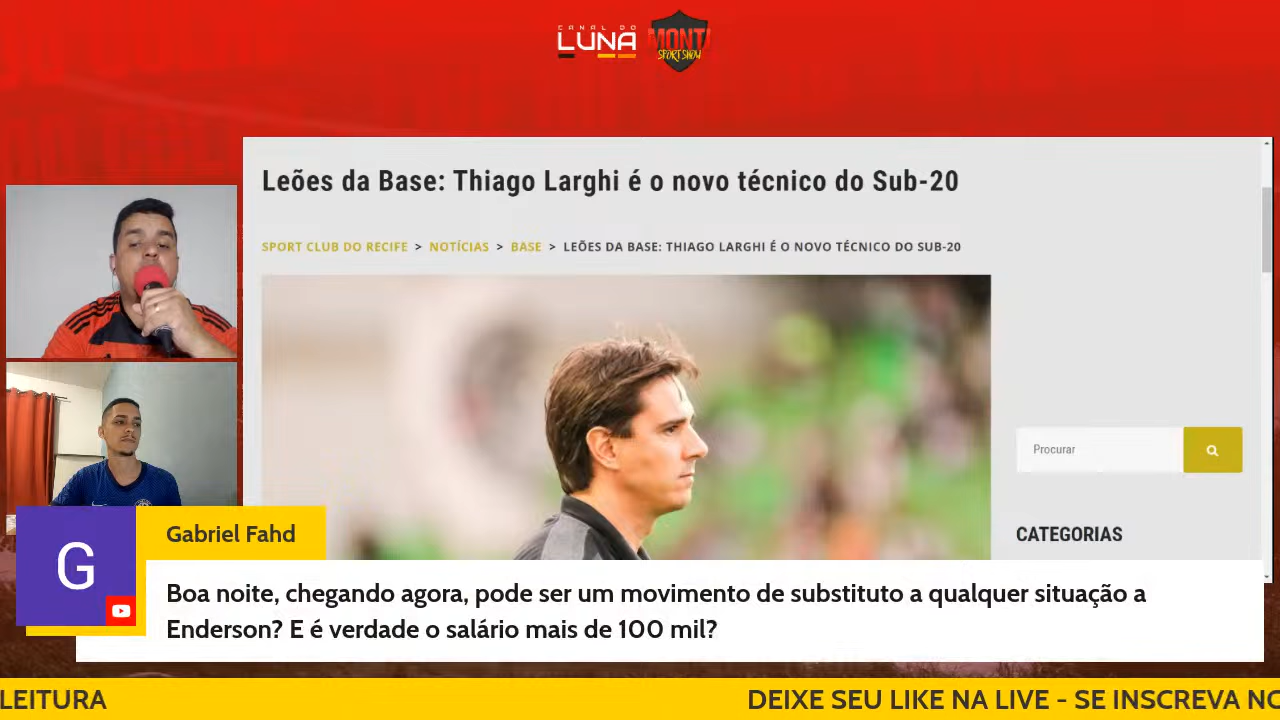 CANAL DO
LUNA
MONTA
SPORT SHOW
Leões da Base: Thiago Larghi é o novo técnico do Sub-20
SPORT CLUB DO RECIFE > NOTÍCIAS > BASE > LEÕES DA BASE: THIAGO LARGHI É O NOVO TÉCNICO DO SUB-20
Procurar
CATEGORIAS
G
Gabriel Fahd
Boa noite, chegando agora, pode ser um movimento de substituto a qualquer situação a
Enderson? E é verdade o salário mais de 100 mil?
LEITURA
DEIXE SEU LIKE NA LIVE - SE INSCREVA NO